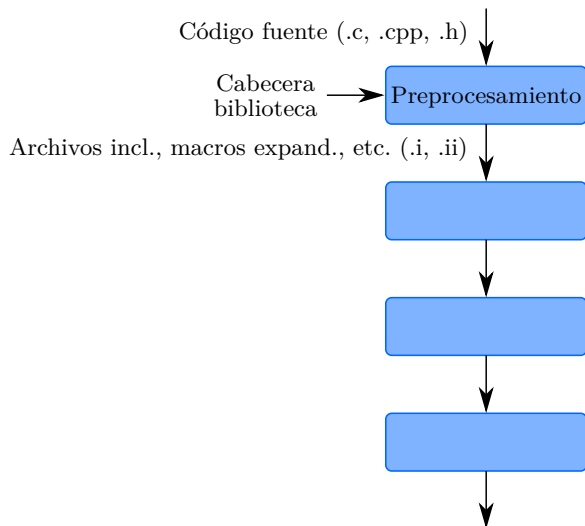 Código fuente (.c, .cpp, .h)
Cabecera
biblioteca
Preprocesamiento
Archivos incl., macros expand., etc. (.i, .ii)